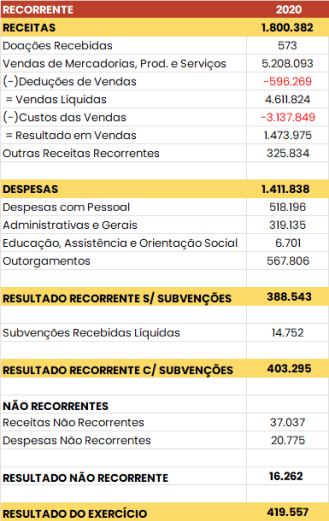 RECORRENTE 2020
RECEITAS 1.800.382
Doações Recebidas 573
Vendas de Mercadorias, Prod. e Serviços 5.208.093
(-)Deduções de Vendas -596.269
= Vendas Líquidas 4.611.824
(-)Custos das Vendas -3.137.849
= Resultado em Vendas 1.473.975
Outras Receitas Recorrentes 325.834
DESPESAS 1.411.838
Despesas com Pessoal 518.196
Administrativas e Gerais 319.135
Educação, Assistência e Orientação Social 6.701
Outorgamentos 567.806
RESULTADO RECORRENTE S/ SUBVENÇÕES 388.543
Subvenções Recebidas Líquidas 14.752
RESULTADO RECORRENTE C/ SUBVENÇÕES 403.295
NÃO RECORRENTES
Receitas Não Recorrentes 37.037
Despesas Não Recorrentes 20.775
RESULTADO NÃO RECORRENTE 16.262
RESULTADO DO EXERCÍCIO 419.557